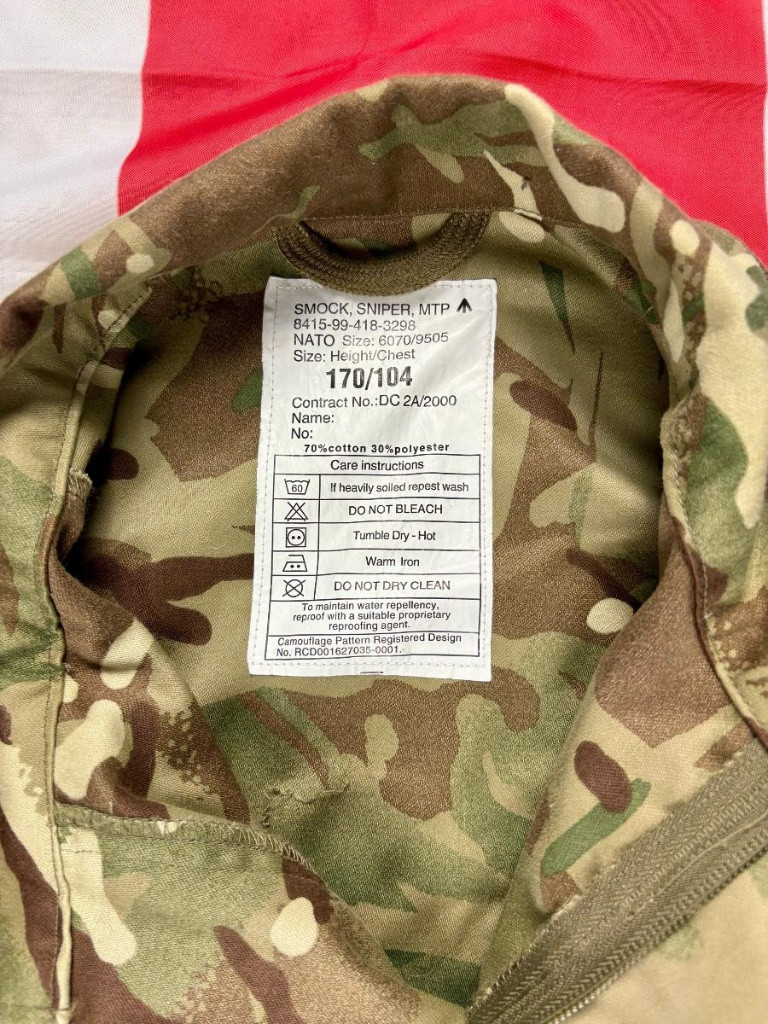 SMOCK, SNIPER, MTP
8415-99-418-3298
NATO Size: 6070/9505
Size: Height/Chest
170/104
Contract No.:DC 2A/2000
Name:
No:
70%cotton 30%polyester
Care instructions
60 If heavily soiled repest wash
DO NOT BLEACH
Tumble Dry - Hot
Warm Iron
DO NOT DRY CLEAN
To maintain water repellency,
reproof with a suitable proprietary
reproofing agent.
Camouflage Pattern Registered Design
No. RCD001627035-0001.